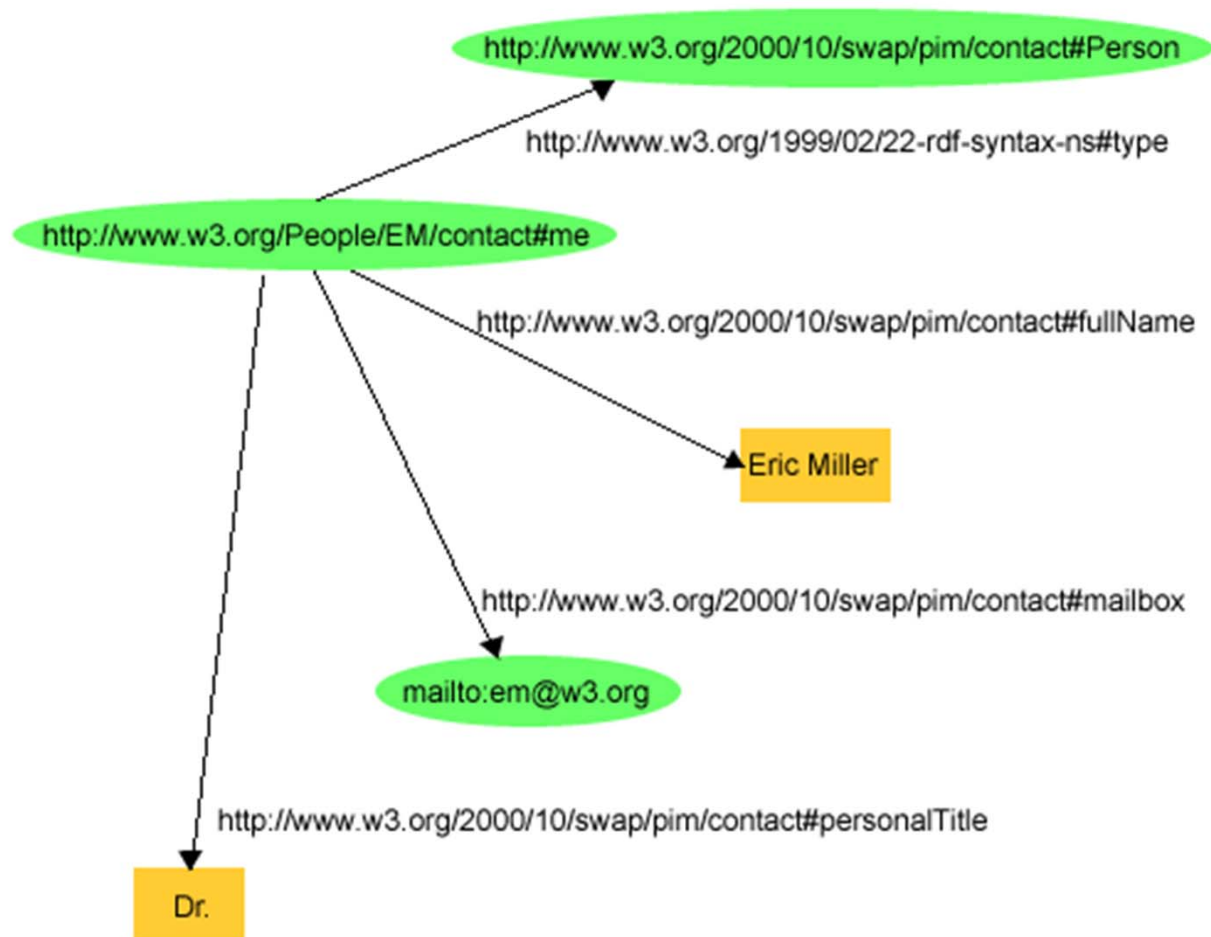 http://www.w3.org/2000/10/swap/pim/contact#Person
http://www.w3.org/1999/02/22-rdf-syntax-ns#type
http://www.w3.org/People/EM/contact#me
http://www.w3.org/2000/10/swap/pim/contact#fullName
Eric Miller
http://www.w3.org/2000/10/swap/pim/contact#mailbox
mailto:em@w3.org
http://www.w3.org/2000/10/swap/pim/contact#personalTitle
Dr.